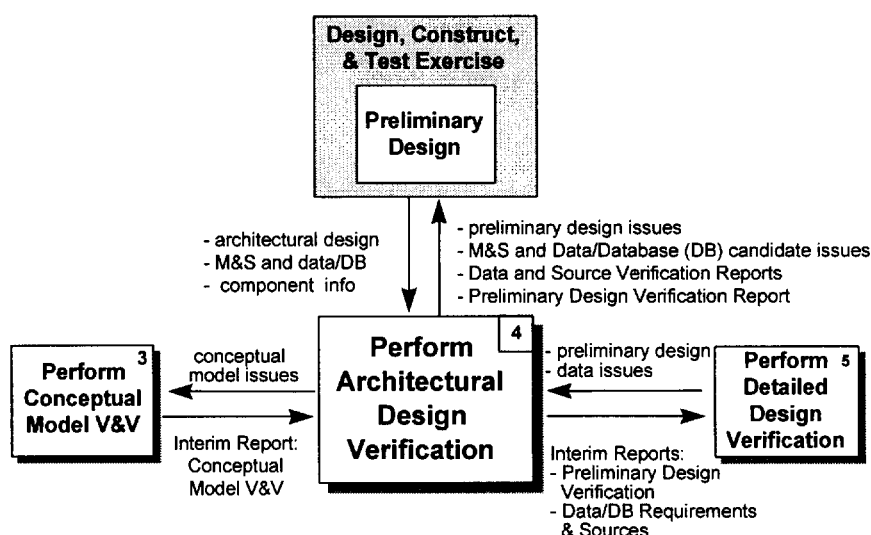 Design, Construct,
& Test Exercise
Preliminary
Design
- architectural design
- M&S and data/DB
- component info
- preliminary design issues
- M&S and Data/Database (DB) candidate issues
- Data and Source Verification Reports
- Preliminary Design Verification Report
3
Perform
Conceptual
Model V&V
conceptual
model issues
Interim Report:
Conceptual
Model V&V
4
Perform
Architectural
Design
Verification
- preliminary design
- data issues
Interim Reports:
- Preliminary Design
Verification
- Data/DB Requirements
& Sources
Perform 5
Detailed
Design
Verification